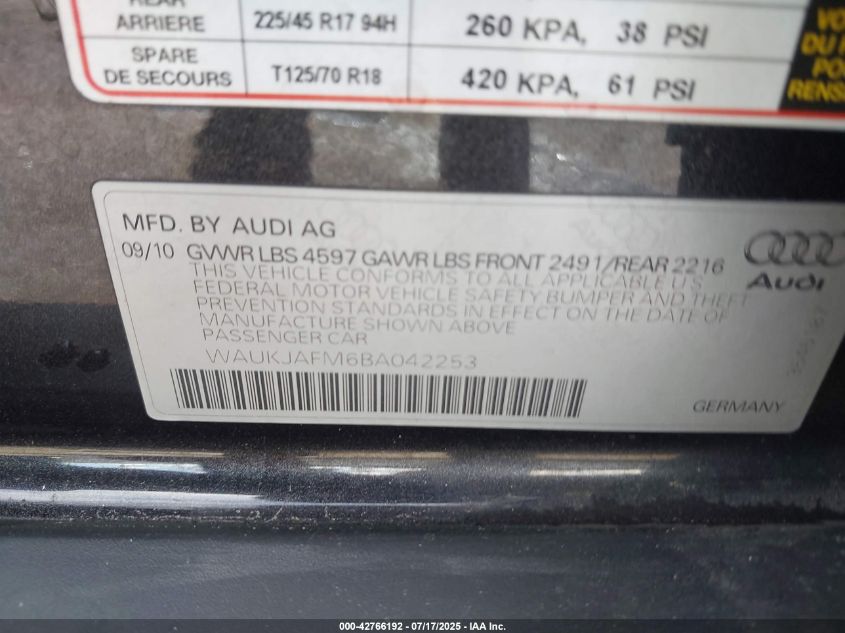 ARRIERE 225/45 R17 94H 260 KPA, 38 PSI
SPARE
DE SECOURS T125/70 R18 420 KPA, 61 PSI
MFD. BY AUDI AG
09/10 GVWR LBS 4597 GAWR LBS FRONT 2491/REAR 2216
THIS VEHICLE CONFORMS TO ALL APPLICABLE U.S.
FEDERAL MOTOR VEHICLE SAFETY BUMPER AND THEFT
PREVENTION STANDARDS IN EFFECT ON THE DATE OF
MANUFACTURE SHOWN ABOVE
PASSENGER CAR
WAUKJAFM6BA042253
Audi
GERMANY
000-42766192 - 07/17/2025 - IAA Inc.